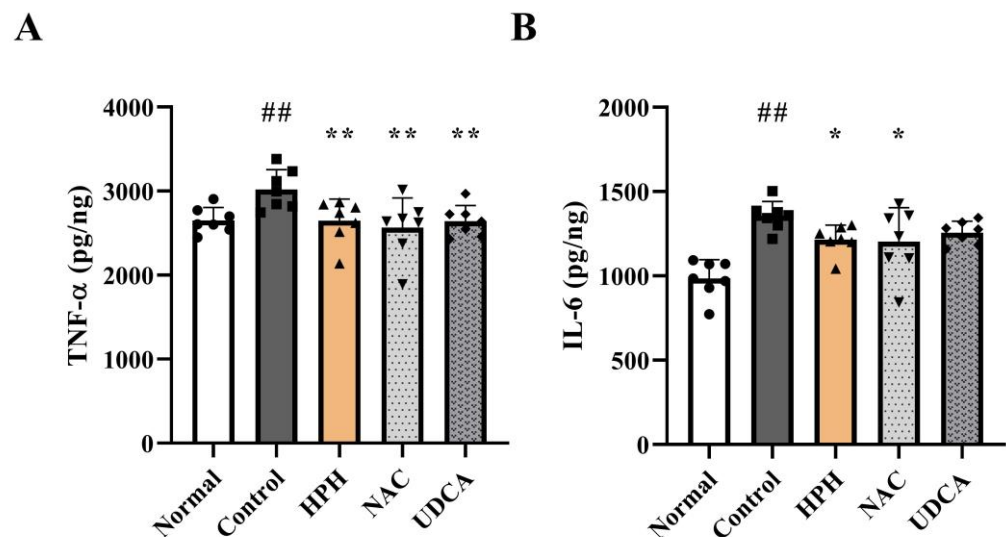 A
TNF-α (pg/ng)
4000
3000
2000
1000
0
##
**
**
**
Normal
Control
HPH
NAC
UDCA
B
IL-6 (pg/ng)
2000
1500
1000
500
0
##
*
*
Normal
Control
HPH
NAC
UDCA